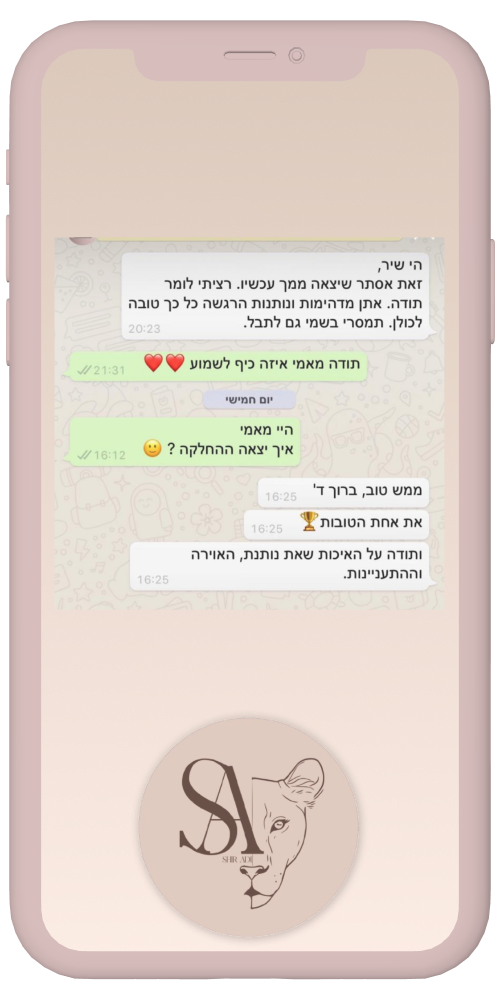 הי שיר,
זאת אסתר שיצאה ממך עכשיו. רציתי לומר
תודה. אתן מדהימות ונותנות הרגשה כל כך טובה
לכולן. תמסרי בשמי גם לתבל.
20:23
תודה מאמי איזה כיף לשמוע ❤️❤️
21:31
יום חמישי
היי מאמי
איך יצאה ההחלקה ? 🙂
16:12
ממש טוב, ברוך ד'
16:25
את אחת הטובות🏆
16:25
ותודה על האיכות שאת נותנת, האוירה
וההתעניינות.
16:25
SA
SHIR ADI